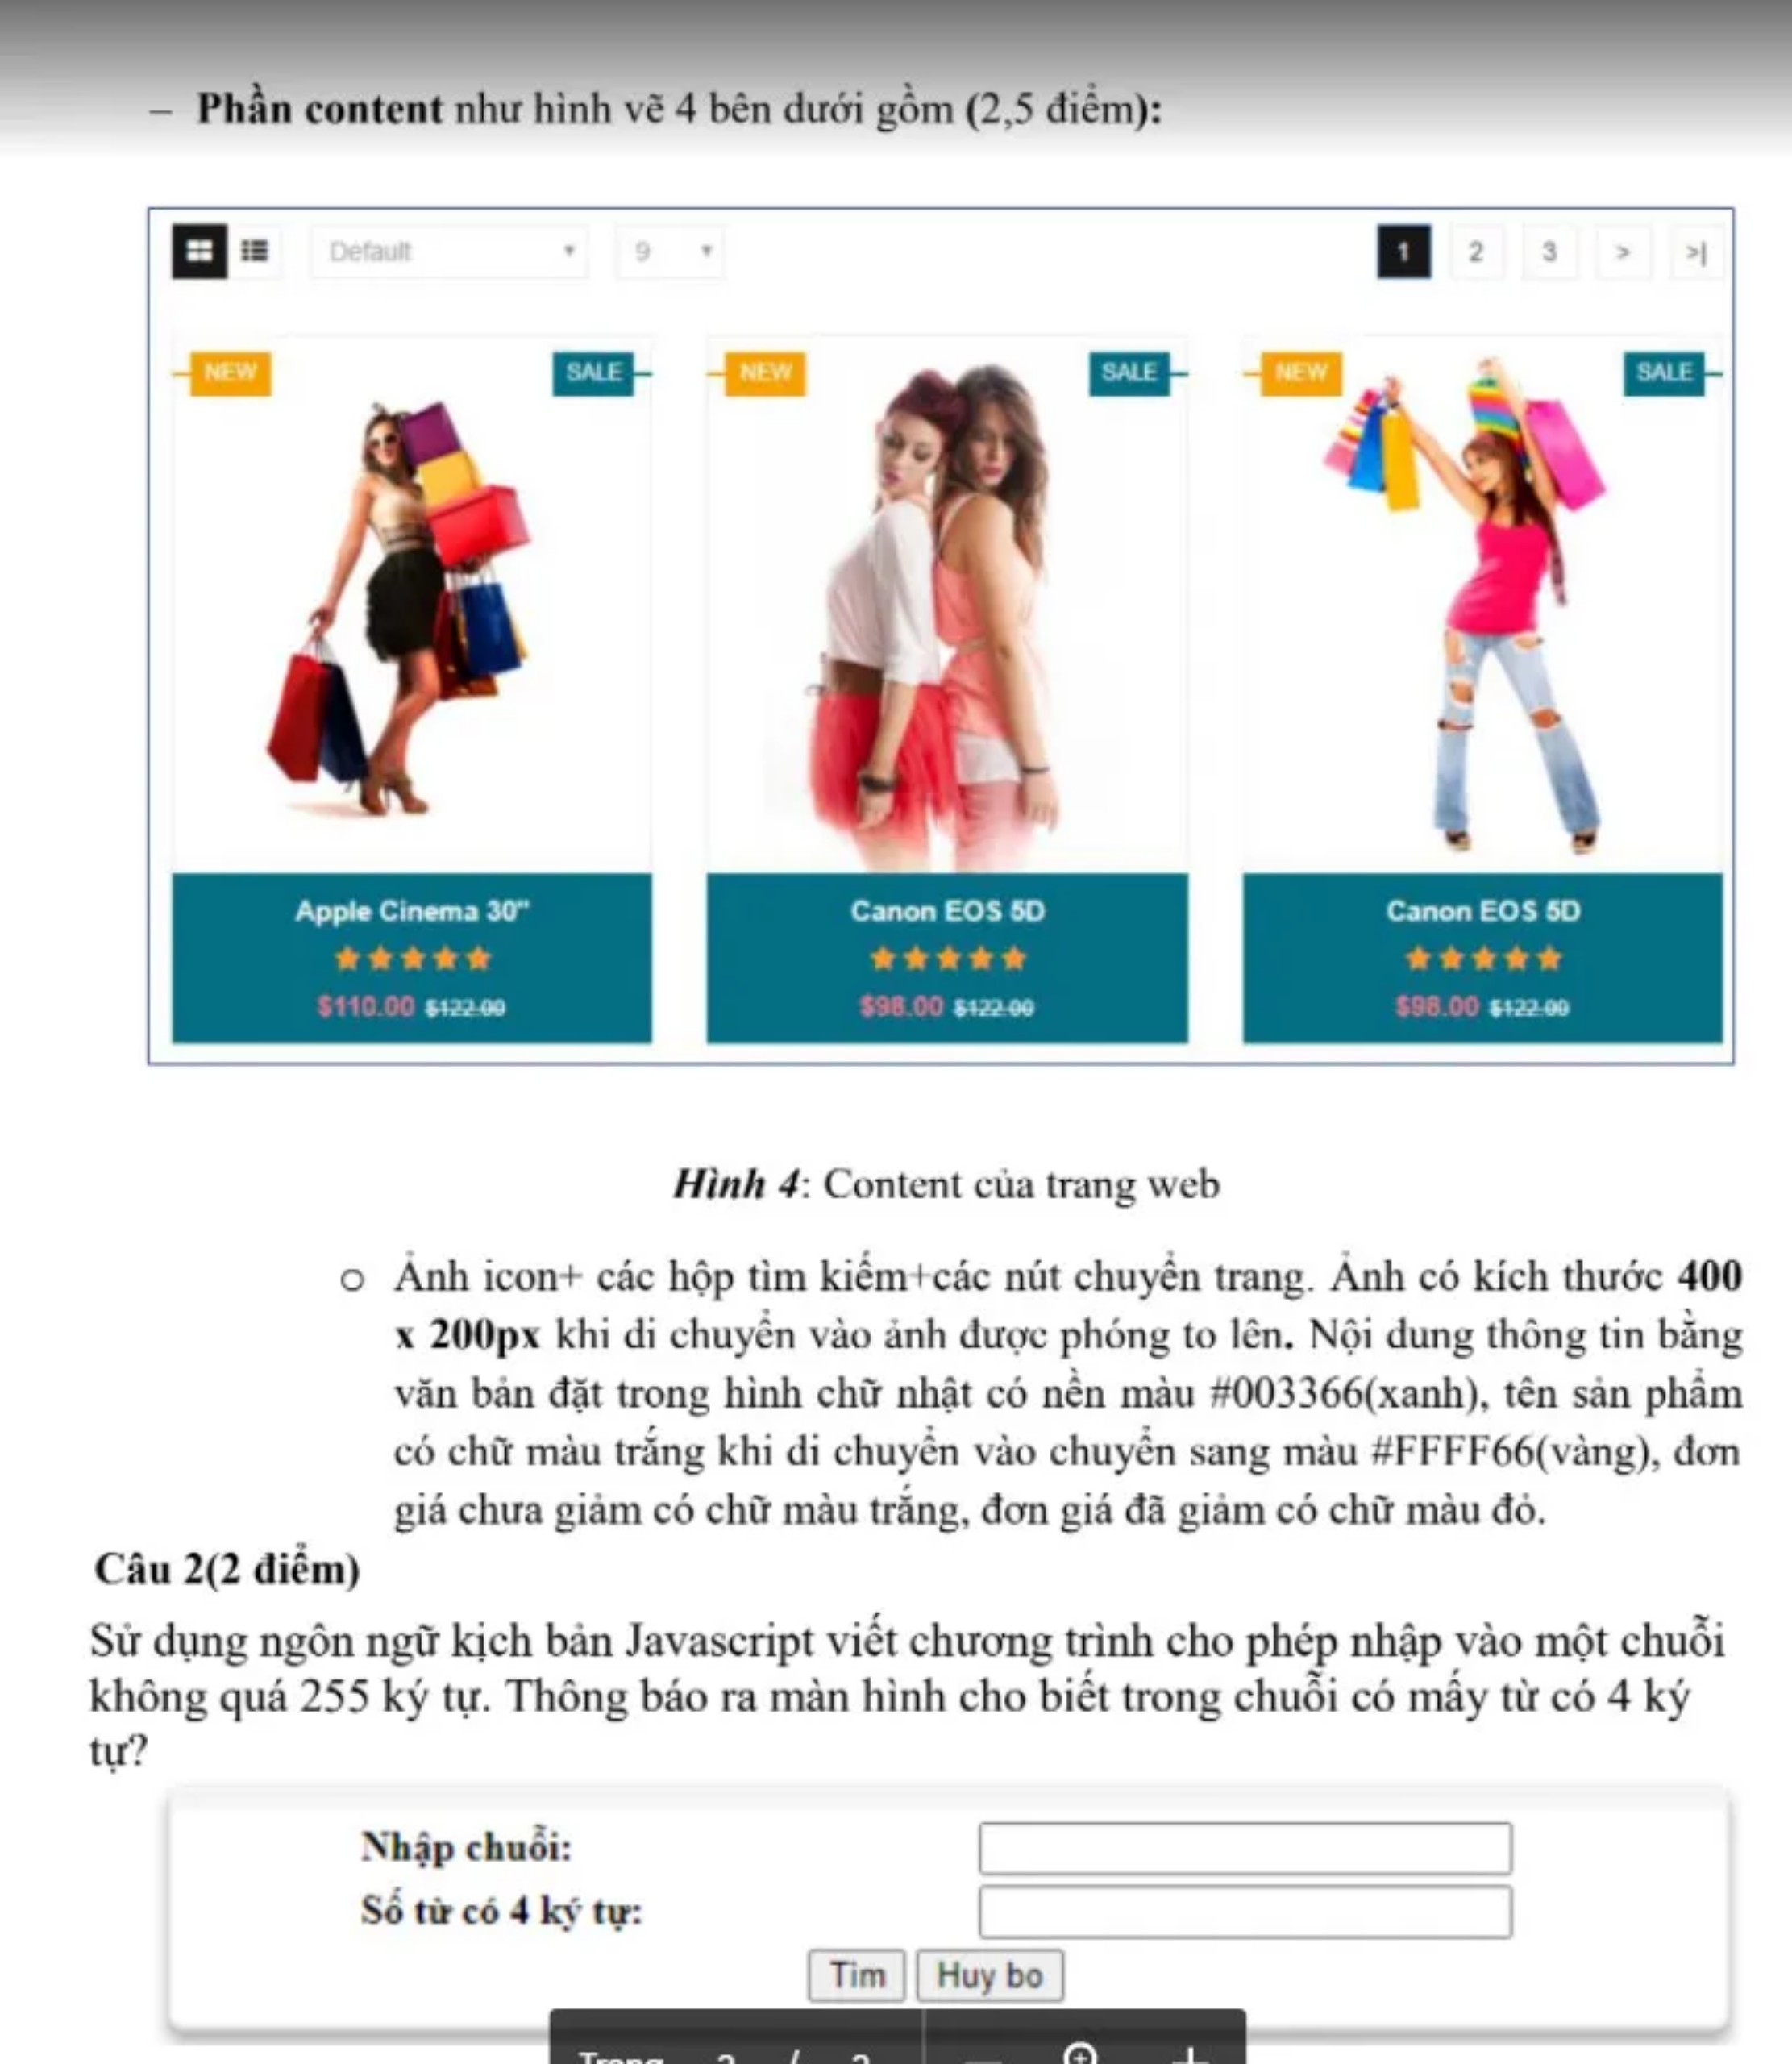 – Phần content như hình vẽ 4 bên dưới gồm (2,5 điểm):
Default 9 1 2 3 > >|
NEW SALE NEW SALE NEW SALE
Apple Cinema 30" Canon EOS 5D Canon EOS 5D
$110.00 $122.00 $98.00 $122.00 $98.00 $122.00
Hình 4: Content của trang web
o Ảnh icon+ các hộp tìm kiếm+các nút chuyển trang. Ảnh có kích thước 400
x 200px khi di chuyển vào ảnh được phóng to lên. Nội dung thông tin bằng
văn bản đặt trong hình chữ nhật có nền màu #003366(xanh), tên sản phẩm
có chữ màu trắng khi di chuyển vào chuyển sang màu #FFFF66(vàng), đơn
giá chưa giảm có chữ màu trắng, đơn giá đã giảm có chữ màu đỏ.
Câu 2(2 điểm)
Sử dụng ngôn ngữ kịch bản Javascript viết chương trình cho phép nhập vào một chuỗi
không quá 255 ký tự. Thông báo ra màn hình cho biết trong chuỗi có mấy từ có 4 ký
tự?
Nhập chuỗi:
Số từ có 4 ký tự:
Tim Huy bo